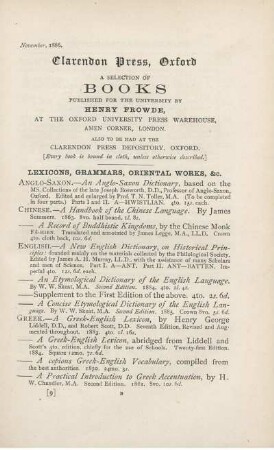 November, 1886.
Clarendon Press, Oxford
A SELECTION OF
BOOKS
PUBLISHED FOR THE UNIVERSITY BY
HENRY FROWDE,
AT THE OXFORD UNIVERSITY PRESS WAREHOUSE,
AMEN CORNER, LONDON.
ALSO TO BE HAD AT THE
CLARENDON PRESS DEPOSITORY, OXFORD.
[Every book is bound in cloth, unless otherwise described.]
LEXICONS, GRAMMARS, ORIENTAL WORKS, &c.
ANGLO-SAXON.—An Anglo-Saxon Dictionary, based on the
MS. Collections of the late Joseph Bosworth, D.D., Professor of Anglo-Saxon,
Oxford. Edited and enlarged by Prof. T. N. Toller, M.A. (To be completed
in four parts.) Parts I and II. A—HWISTLIAN. 4to. 15s. each.
CHINESE.—A Handbook of the Chinese Language. By James
Summers. 1863. 8vo. half bound, 1l. 8s.
— A Record of Buddhistic Kingdoms, by the Chinese Monk
Translated and annotated by James Legge, M.A., LL.D. Crown
4to. cloth back, 10s. 6d.
ENGLISH.—A New English Dictionary, on Historical Prin-
ciples: founded mainly on the materials collected by the Philological Society.
Edited by James A. H. Murray, LL.D., with the assistance of many Scholars
and men of Science. Part I. A—ANT. Part II. ANT—BATTEN. Im-
perial 4to. 12s. 6d. each.
— An Etymological Dictionary of the English Language.
By W. W. Skeat, M.A. Second Edition. 1884. 4to. 2l. 4s.
— Supplement to the First Edition of the above. 4to. 2s. 6d.
— A Concise Etymological Dictionary of the English Lan-
guage. By W. W. Skeat, M.A. Second Edition. 1885. Crown 8vo. 5s. 6d.
GREEK.—A Greek-English Lexicon, by Henry George
Liddell, D.D., and Robert Scott, D.D. Seventh Edition, Revised and Aug-
mented throughout. 1883. 4to. 1l. 16s.
— A Greek-English Lexicon, abridged from Liddell and
Scott's 4to. edition, chiefly for the use of Schools. Twenty-first Edition.
1884. Square 12mo. 7s. 6d.
— A copious Greek-English Vocabulary, compiled from
the best authorities. 1850. 24mo. 3s.
— A Practical Introduction to Greek Accentuation, by H.
W. Chandler, M.A. Second Edition. 1881. 8vo. 10s. 6d.
[9] B